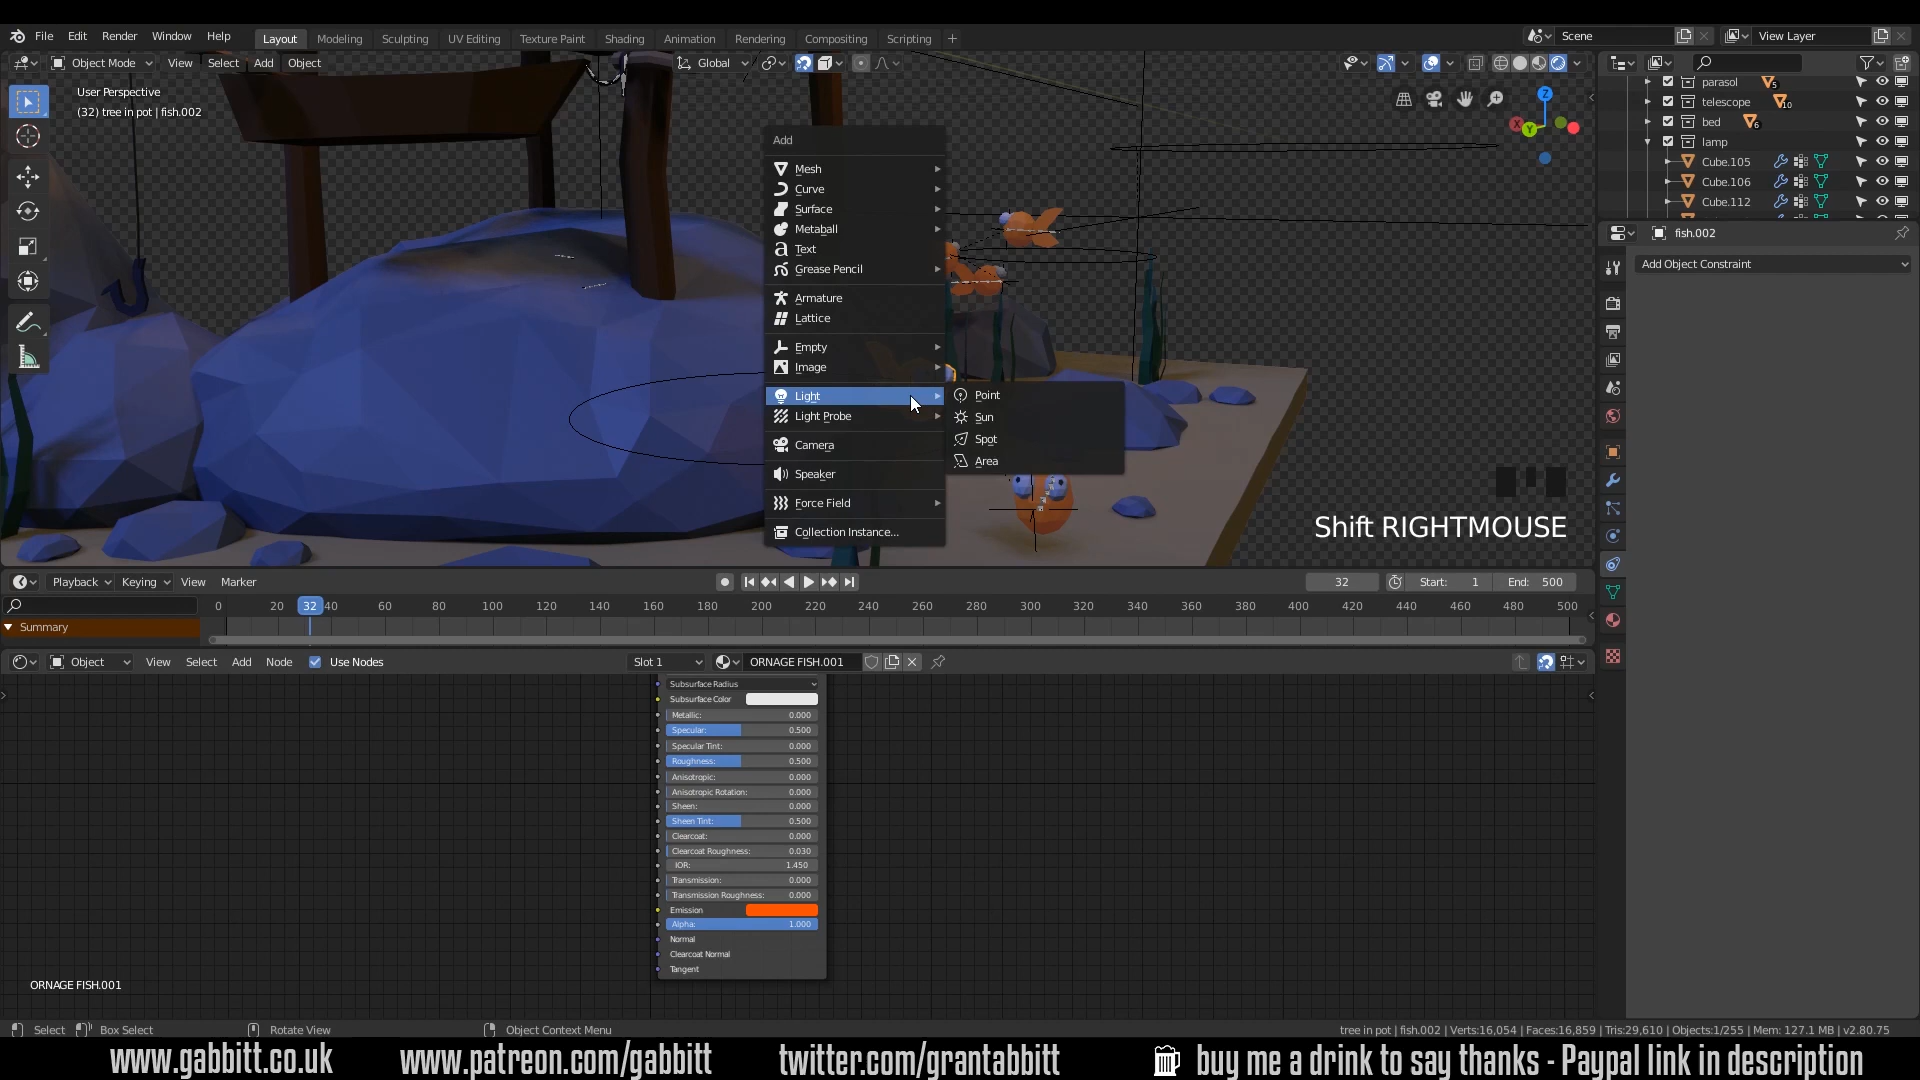 File Edit Render Window Help
Layout Modeling Sculpting UV Editing Texture Paint Shading Animation Rendering Compositing Scripting +
Scene
View Layer
Object Mode View Select Add Object
Global
User Perspective
(32) tree in pot | fish.002
Z
X
Y
parasol 5
telescope 10
bed 6
lamp
Cube.105
Cube.106
Cube.112
fish.002
Add Object Constraint
Add
Mesh
Curve
Surface
Metaball
Text
Grease Pencil
Armature
Lattice
Empty
Image
Light
Light Probe
Camera
Speaker
Force Field
Collection Instance...
Point
Sun
Spot
Area
Shift RIGHTMOUSE
Playback Keying View Marker
32 Start: 1 End: 500
0 20 32 40 60 80 100 120 140 160 180 200 220 240 260 280 300 320 340 360 380 400 420 440 460 480 500
Summary
Object View Select Add Node Use Nodes
Slot 1 ORNAGE FISH.001
Subsurface Radius
Subsurface Color
Metallic: 0.000
Specular: 0.500
Specular Tint: 0.000
Roughness: 0.500
Anisotropic: 0.000
Anisotropic Rotation: 0.000
Sheen: 0.000
Sheen Tint: 0.500
Clearcoat: 0.000
Clearcoat Roughness: 0.030
IOR: 1.450
Transmission: 0.000
Transmission Roughness: 0.000
Emission
Alpha: 1.000
Normal
Clearcoat Normal
Tangent
ORNAGE FISH.001
Select Box Select Rotate View Object Context Menu
tree in pot | fish.002 | Verts:16,054 | Faces:16,859 | Tris:29,610 | Objects:1/255 | Mem: 127.1 MB | v2.80.75
www.gabbitt.co.uk www.patreon.com/gabbitt twitter.com/grantabbitt buy me a drink to say thanks - Paypal link in description